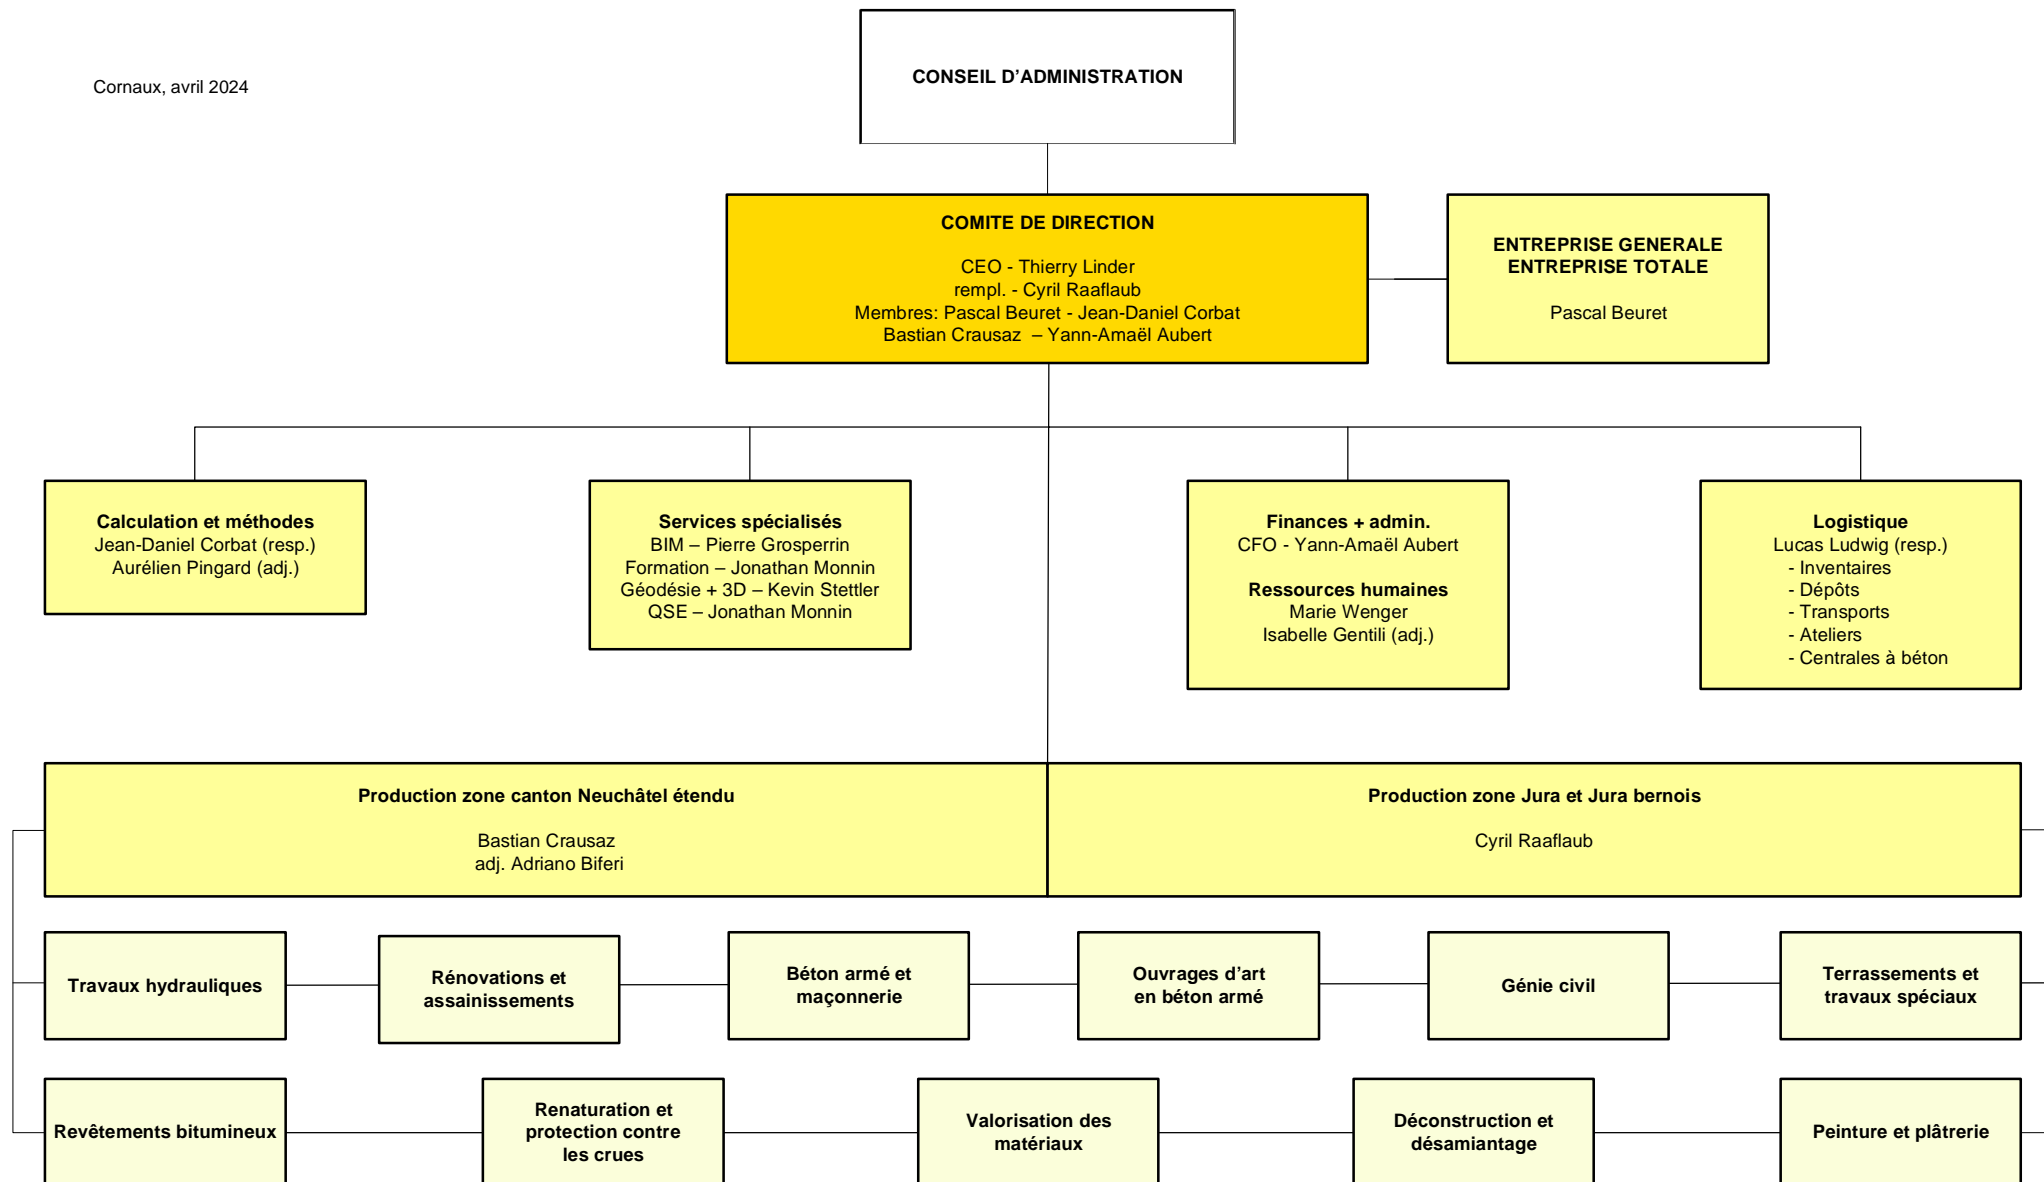 Cornaux, avril 2024
CONSEIL D'ADMINISTRATION
COMITE DE DIRECTION
CEO - Thierry Linder
rempl. - Cyril Raaflaub
Membres: Pascal Beuret - Jean-Daniel Corbat
Bastian Crausaz – Yann-Amaël Aubert
ENTREPRISE GENERALE
ENTREPRISE TOTALE
Pascal Beuret
Calculation et méthodes
Jean-Daniel Corbat (resp.)
Aurélien Pingard (adj.)
Services spécialisés
BIM – Pierre Grosperrin
Formation – Jonathan Monnin
Géodésie + 3D – Kevin Stettler
QSE – Jonathan Monnin
Finances + admin.
CFO - Yann-Amaël Aubert
Ressources humaines
Marie Wenger
Isabelle Gentili (adj.)
Logistique
Lucas Ludwig (resp.)
- Inventaires
- Dépôts
- Transports
- Ateliers
- Centrales à béton
Production zone canton Neuchâtel étendu
Bastian Crausaz
adj. Adriano Biferi
Production zone Jura et Jura bernois
Cyril Raaflaub
Travaux hydrauliques
Rénovations et
assainissements
Béton armé et
maçonnerie
Ouvrages d'art
en béton armé
Génie civil
Terrassements et
travaux spéciaux
Revêtements bitumineux
Renaturation et
protection contre
les crues
Valorisation des
matériaux
Déconstruction et
désamiantage
Peinture et plâtrerie